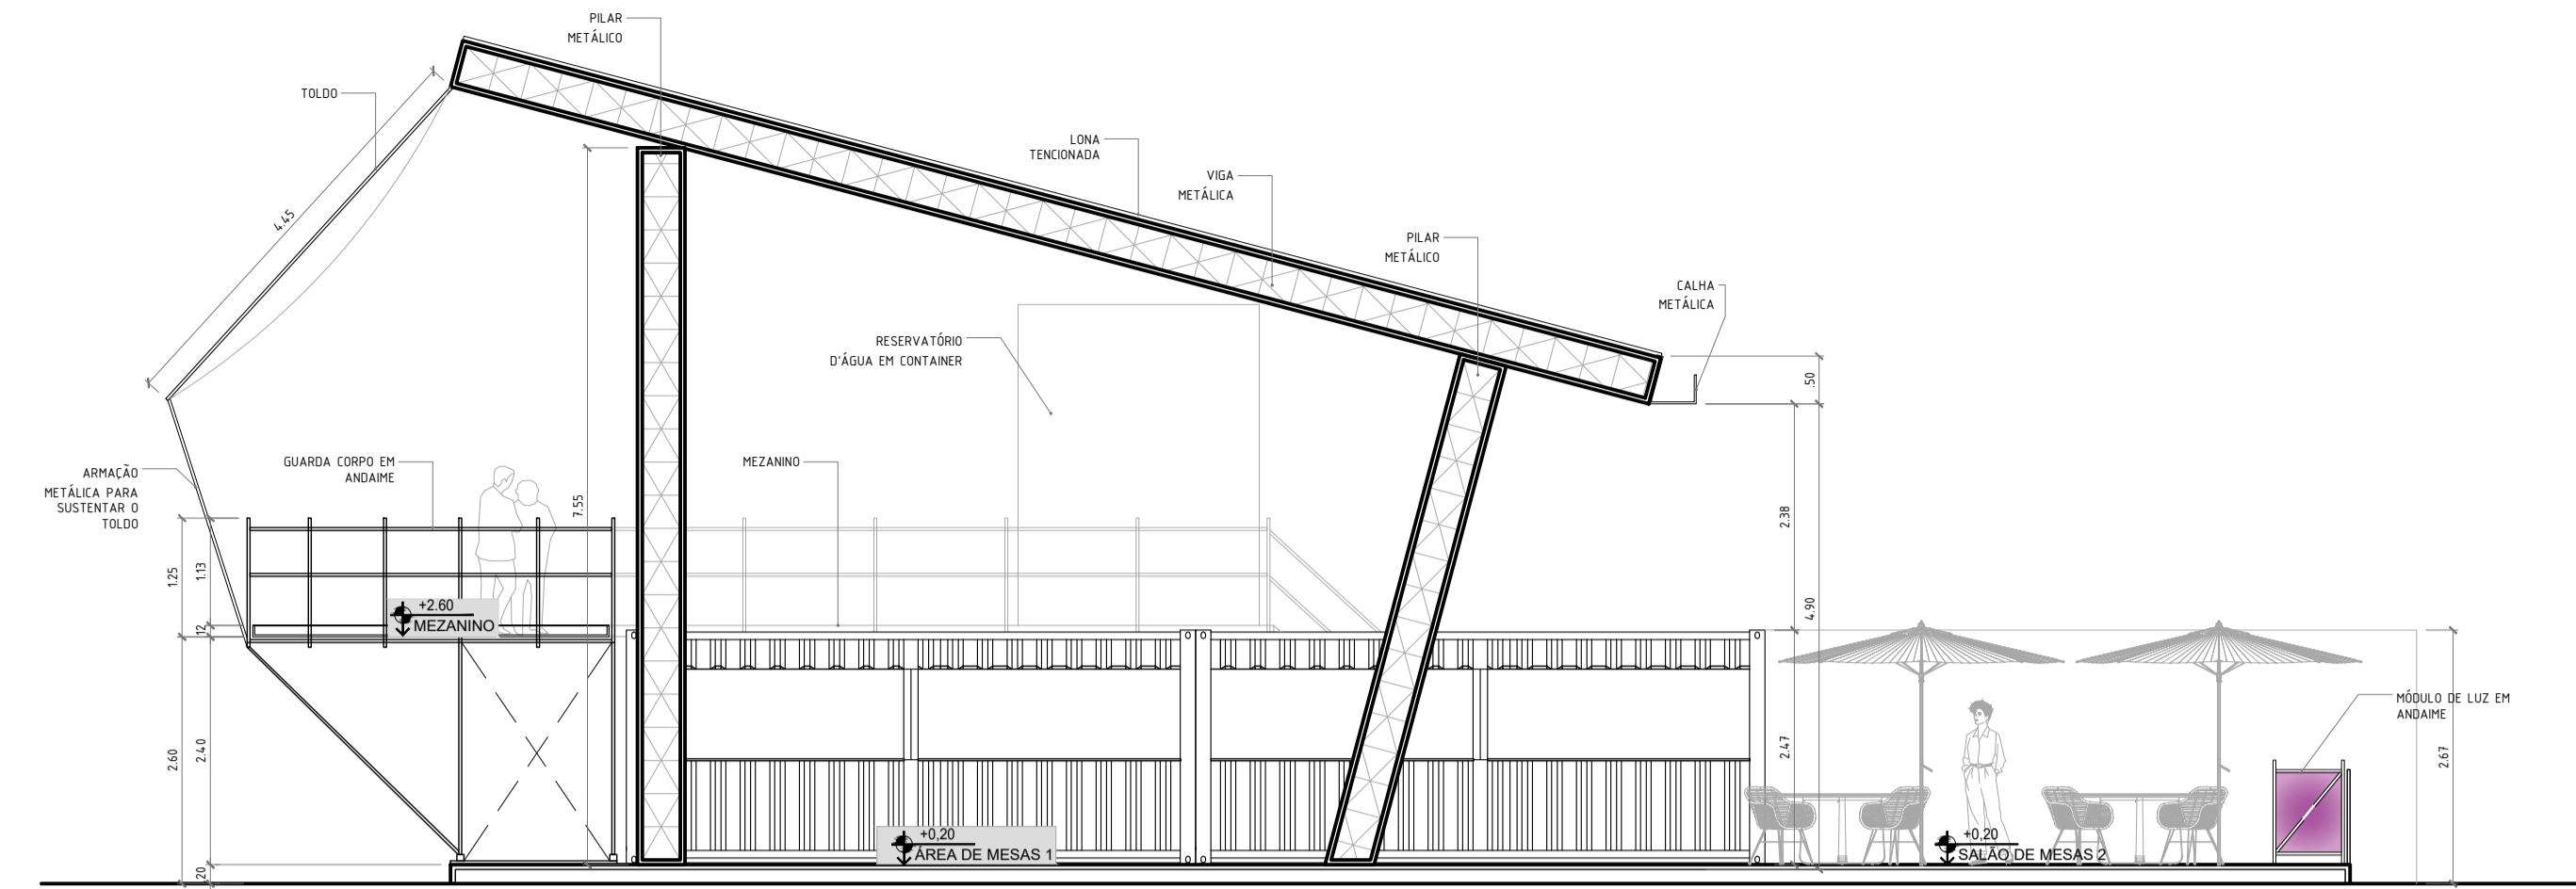 PILAR
METÁLICO
TOLDO
LONA
TENCIONADA
VIGA
METÁLICA
PILAR
METÁLICO
CALHA
METÁLICA
4.45
RESERVATÓRIO
D'ÁGUA EM CONTAINER
.50
ARMAÇÃO
METÁLICA PARA
SUSTENTAR O
TOLDO
GUARDA CORPO EM
ANDAIME
MEZANINO
7.55
2.38
1.25
1.13
12
+2.60
MEZANINO
4.90
MÓDULO DE LUZ EM
ANDAIME
2.60
2.40
2.47
2.67
+0,20
ÁREA DE MESAS 1
+0,20
SALÃO DE MESAS 2
.20